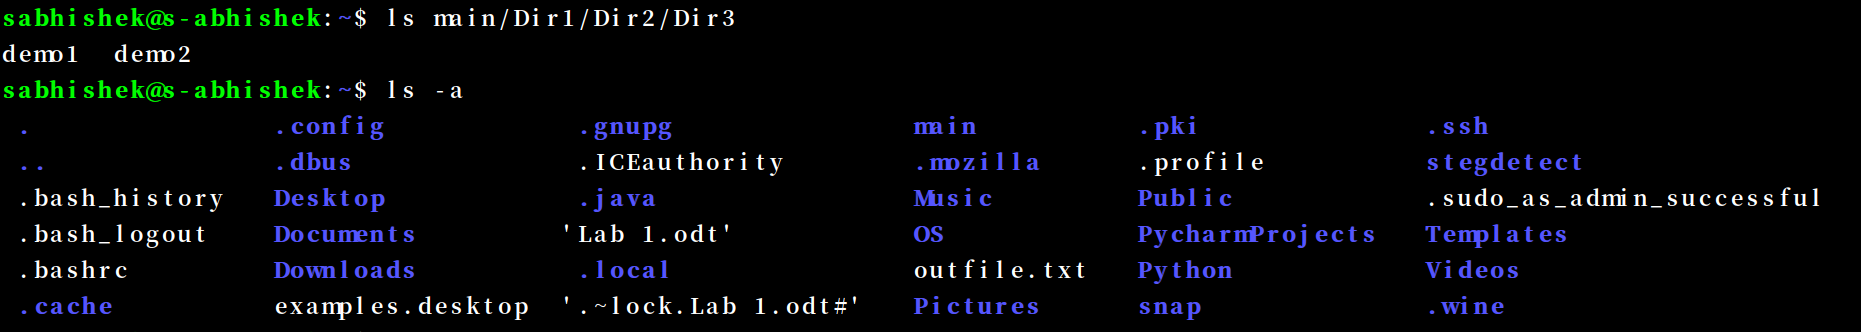 sabhishek@s-abhishek:~$ ls main/Dir1/Dir2/Dir3
demo1  demo2
sabhishek@s-abhishek:~$ ls -a
.  .config  .gnupg  main  .pki  .ssh
..  .dbus  .ICEauthority  .mozilla  .profile  stegdetect
.bash_history  Desktop  .java  Music  Public  .sudo_as_admin_successful
.bash_logout  Documents  'Lab 1.odt'  OS  PycharmProjects  Templates
.bashrc  Downloads  .local  outfile.txt  Python  Videos
.cache  examples.desktop  '.~lock.Lab 1.odt#'  Pictures  snap  .wine